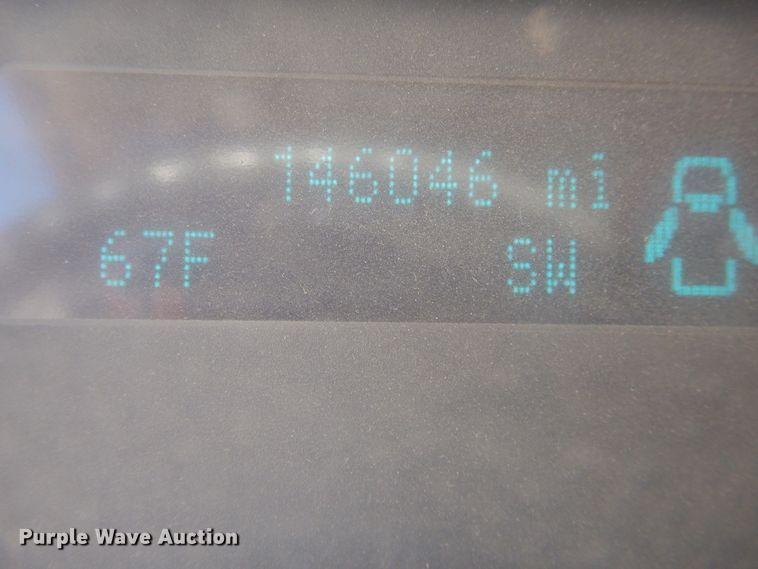 146046 mi
67F SW
Purple Wave Auction